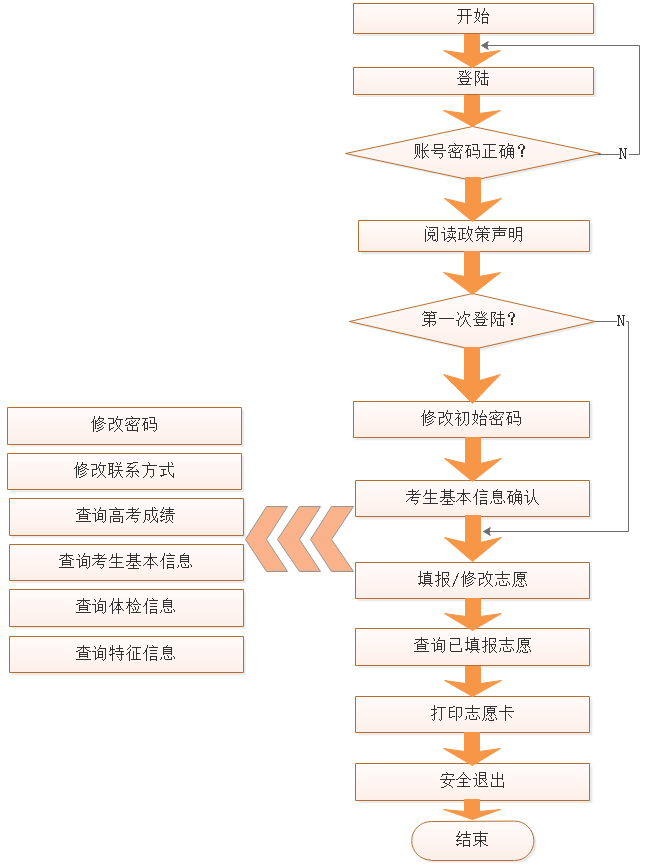 开始
登陆
账号密码正确？
N
阅读政策声明
第一次登陆？
N
修改初始密码
考生基本信息确认
填报/修改志愿
查询已填报志愿
打印志愿卡
安全退出
结束
修改密码
修改联系方式
查询高考成绩
查询考生基本信息
查询体检信息
查询特征信息